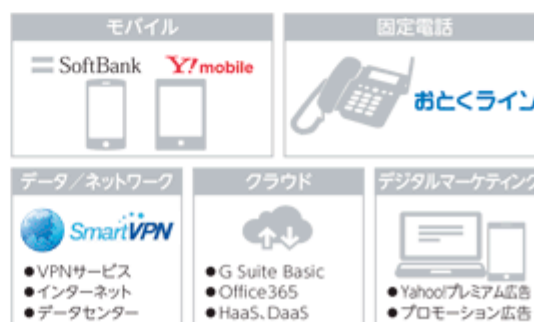 モバイル
固定電話
SoftBank
Y!mobile
おとくライン
データ/ネットワーク
クラウド
デジタルマーケティング
SmartVPN
●VPNサービス
●インターネット
●データセンター
●G Suite Basic
●Office365
●HaaS、DaaS
●Yahoo!プレミアム広告
●プロモーション広告